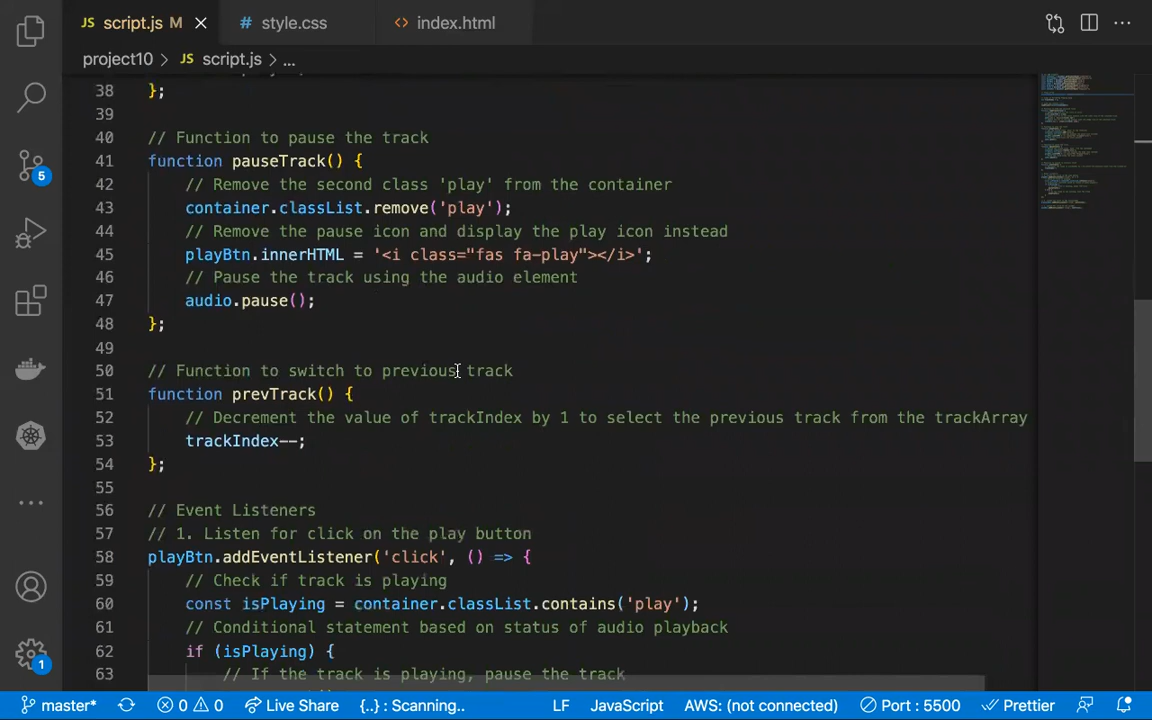 JS script.js M
# style.css
<> index.html
project10 > JS script.js > ...
38 };
39
40 // Function to pause the track
41 function pauseTrack() {
42 // Remove the second class 'play' from the container
43 container.classList.remove('play');
44 // Remove the pause icon and display the play icon instead
45 playBtn.innerHTML = '<i class="fas fa-play"></i>';
46 // Pause the track using the audio element
47 audio.pause();
48 };
49
50 // Function to switch to previous track
51 function prevTrack() {
52 // Decrement the value of trackIndex by 1 to select the previous track from the trackArray
53 trackIndex--;
54 };
55
56 // Event Listeners
57 // 1. Listen for click on the play button
58 playBtn.addEventListener('click', () => {
59 // Check if track is playing
60 const isPlaying = container.classList.contains('play');
61 // Conditional statement based on status of audio playback
62 if (isPlaying) {
63 // If the track is playing, pause the track
5
1
master* 0 0 Live Share {..} : Scanning.. LF JavaScript AWS: (not connected) Port : 5500 Prettier